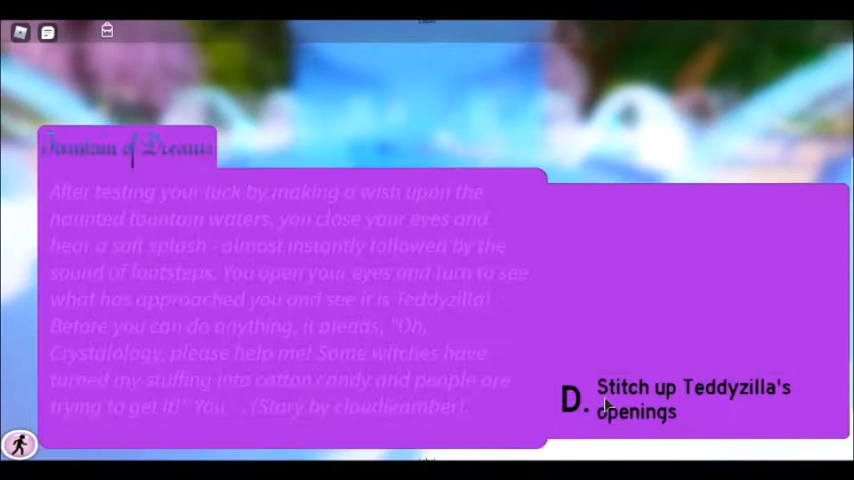 Fountain of Dreams
After testing your luck by making a wish upon the
haunted fountain waters, you close your eyes and
hear a soft splash - almost instantly followed by the
sound of footsteps. You open your eyes and turn to see
what has approached you and see it is Teddyzilla!
Before you can do anything, it pleads, "Oh,
Crystalology, please help me! Some witches have
turned my stuffing into cotton candy and people are
trying to get it!" You . . . (Story by cloudieamber).
D. Stitch up Teddyzilla's
openings